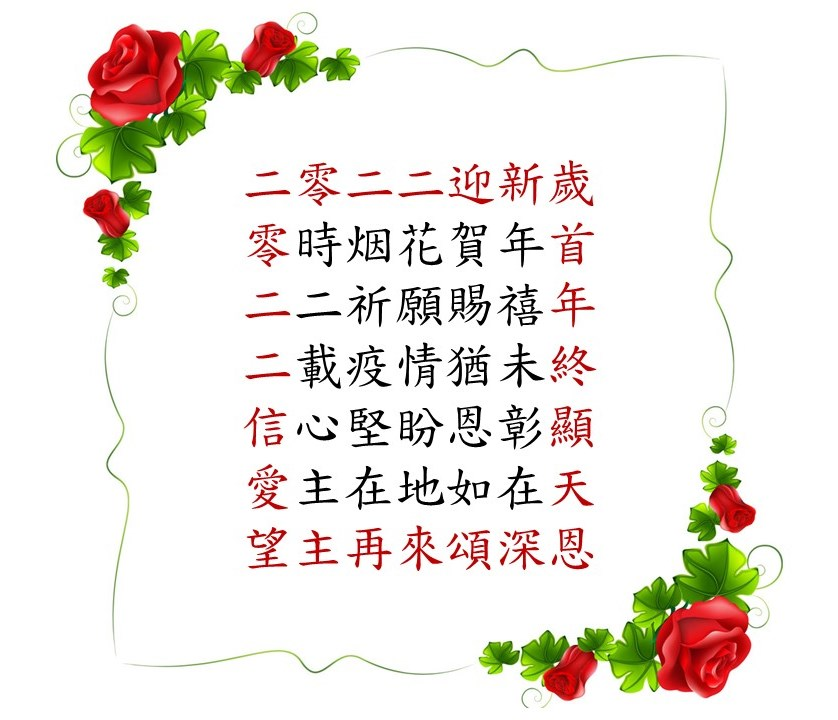 二零二二迎新歲
零時烟花賀年首
二二祈願賜禧年
二載疫情猶未終
信心堅盼恩彰顯
愛主在地如在天
望主再來頌深恩